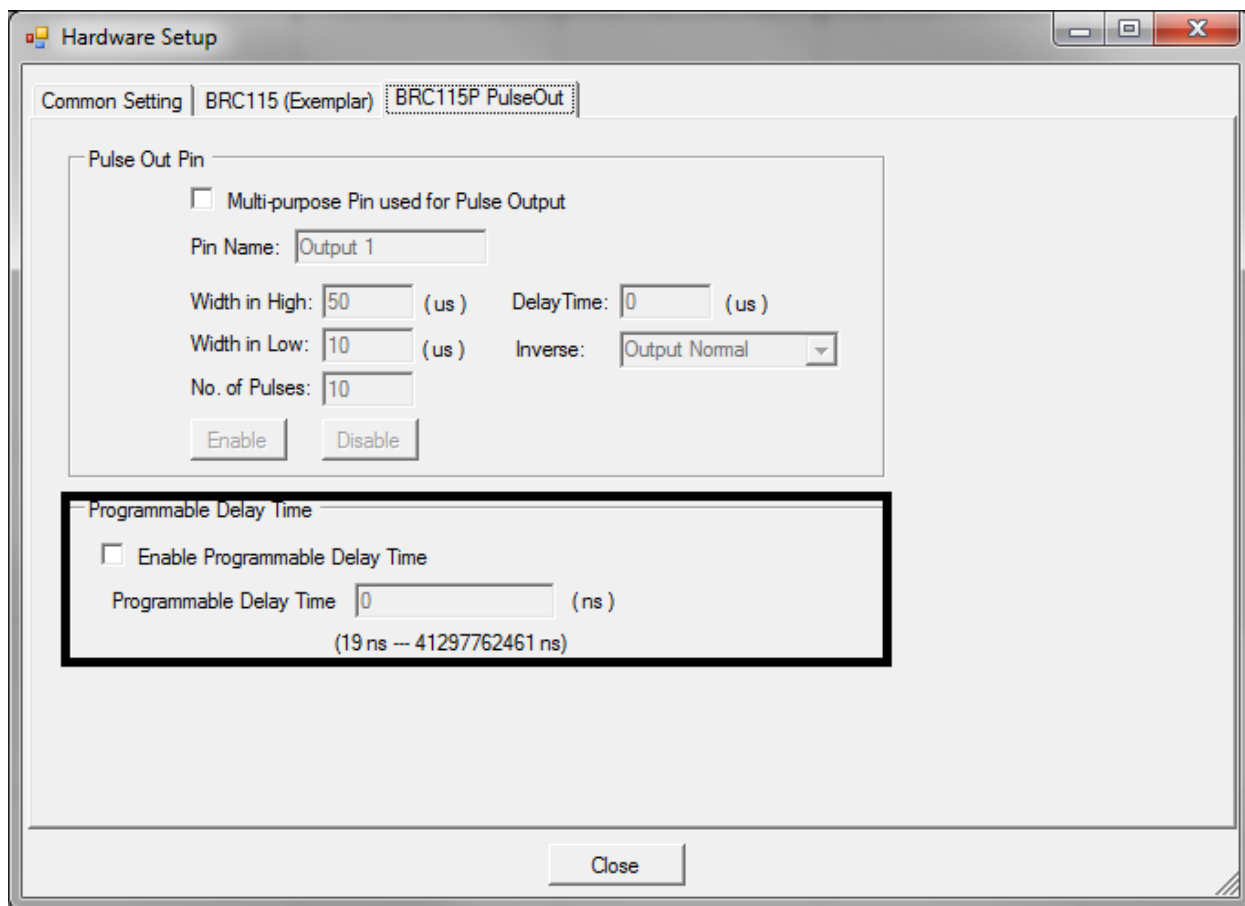 Hardware Setup
Common Setting BRC115 (Exemplar) BRC115P PulseOut
Pulse Out Pin
Multi-purpose Pin used for Pulse Output
Pin Name: Output 1
Width in High: 50 (us) DelayTime: 0 (us)
Width in Low: 10 (us) Inverse: Output Normal
No. of Pulses: 10
Enable Disable
Programmable Delay Time
Enable Programmable Delay Time
Programmable Delay Time 0 (ns)
(19 ns --- 41297762461 ns)
Close